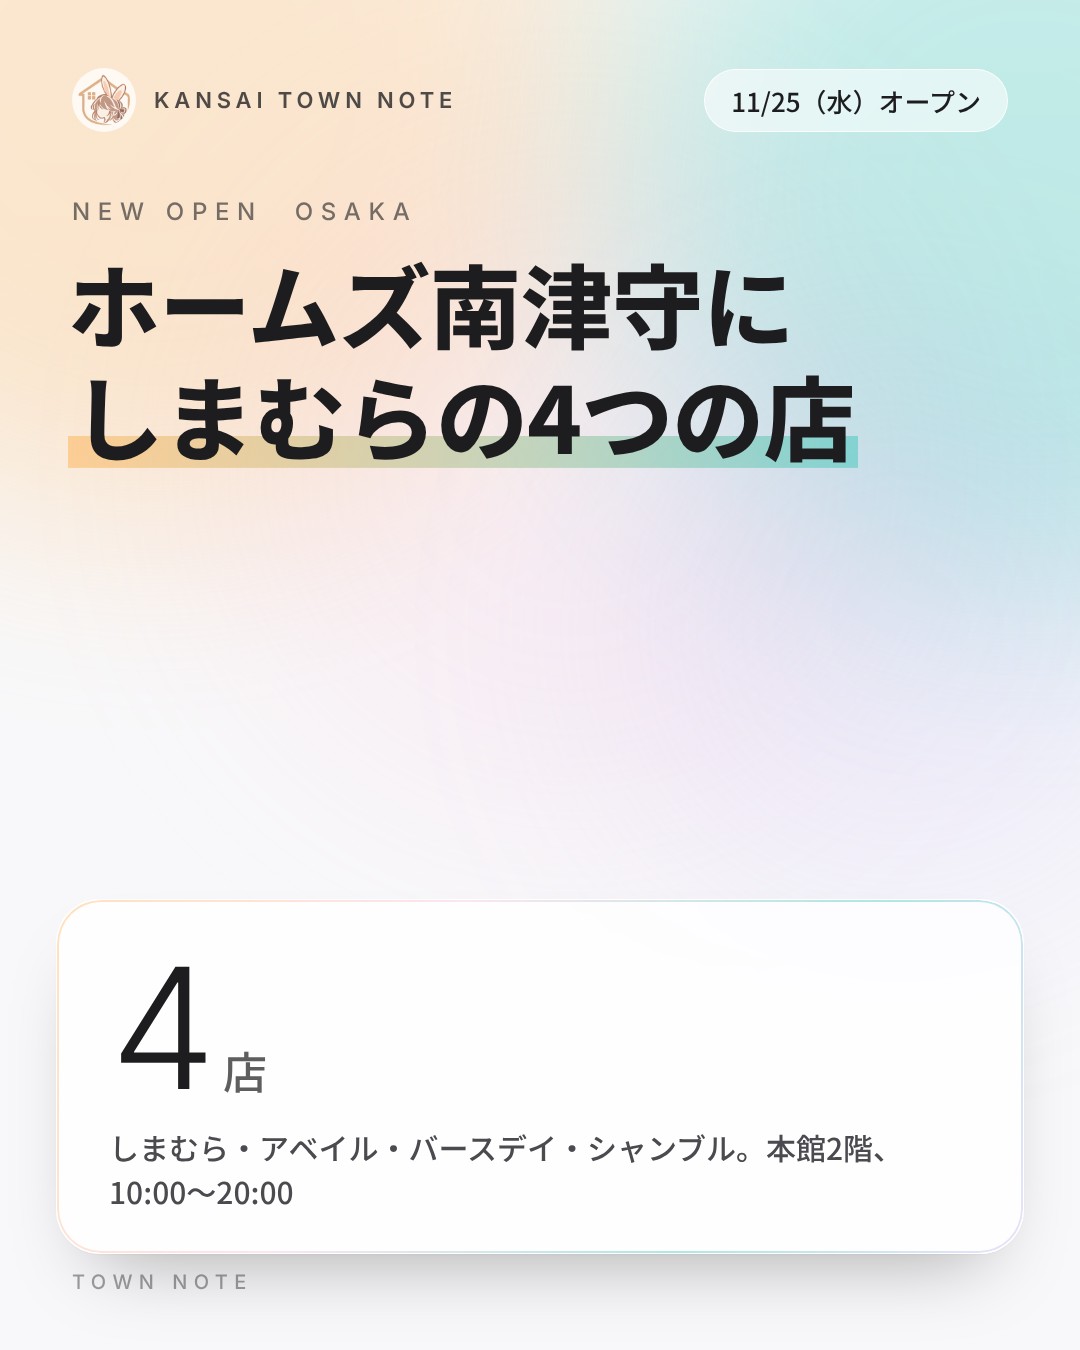 KANSAI TOWN NOTE
11/25（水）オープン
NEW OPEN OSAKA
ホームズ南津守に
しまむらの4つの店
4店
しまむら・アベイル・バースデイ・シャンブル。本館2階、
10:00〜20:00
TOWN NOTE